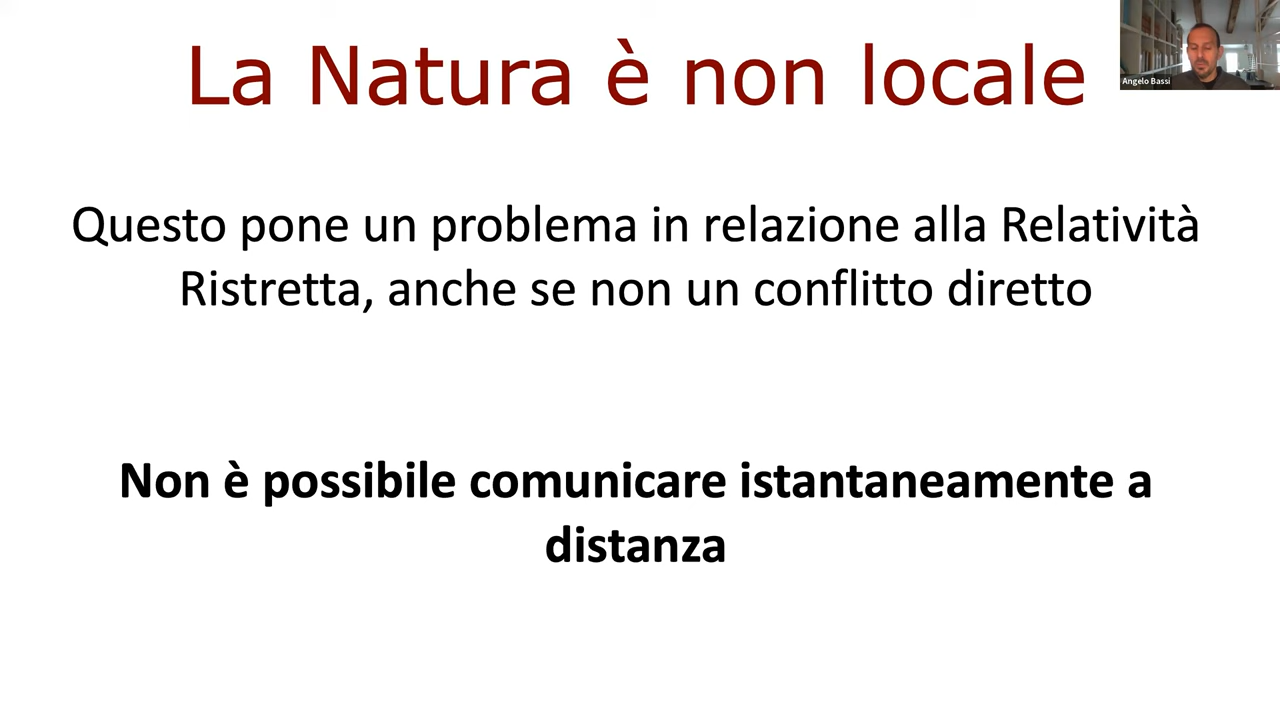 La Natura è non locale
Angelo Bassi
Questo pone un problema in relazione alla Relatività
Ristretta, anche se non un conflitto diretto
Non è possibile comunicare istantaneamente a
distanza